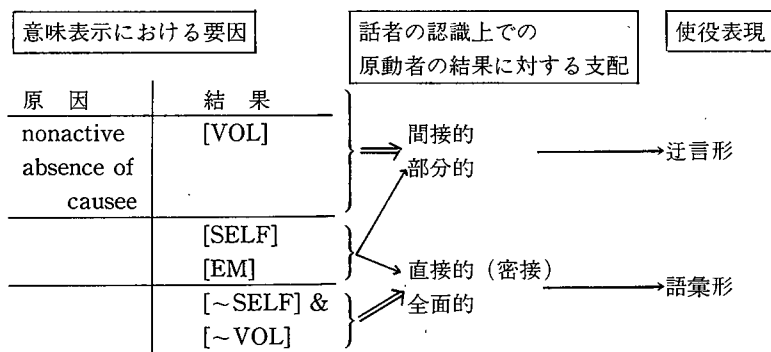 意味表示における要因
話者の認識上での
原動者の結果に対する支配
使役表現
原 因 結 果
nonactive [VOL] 間接的
absence of 部分的 迂言形
causee
[SELF]
[EM] 直接的（密接） 語彙形
[~SELF] & 全面的
[~VOL]